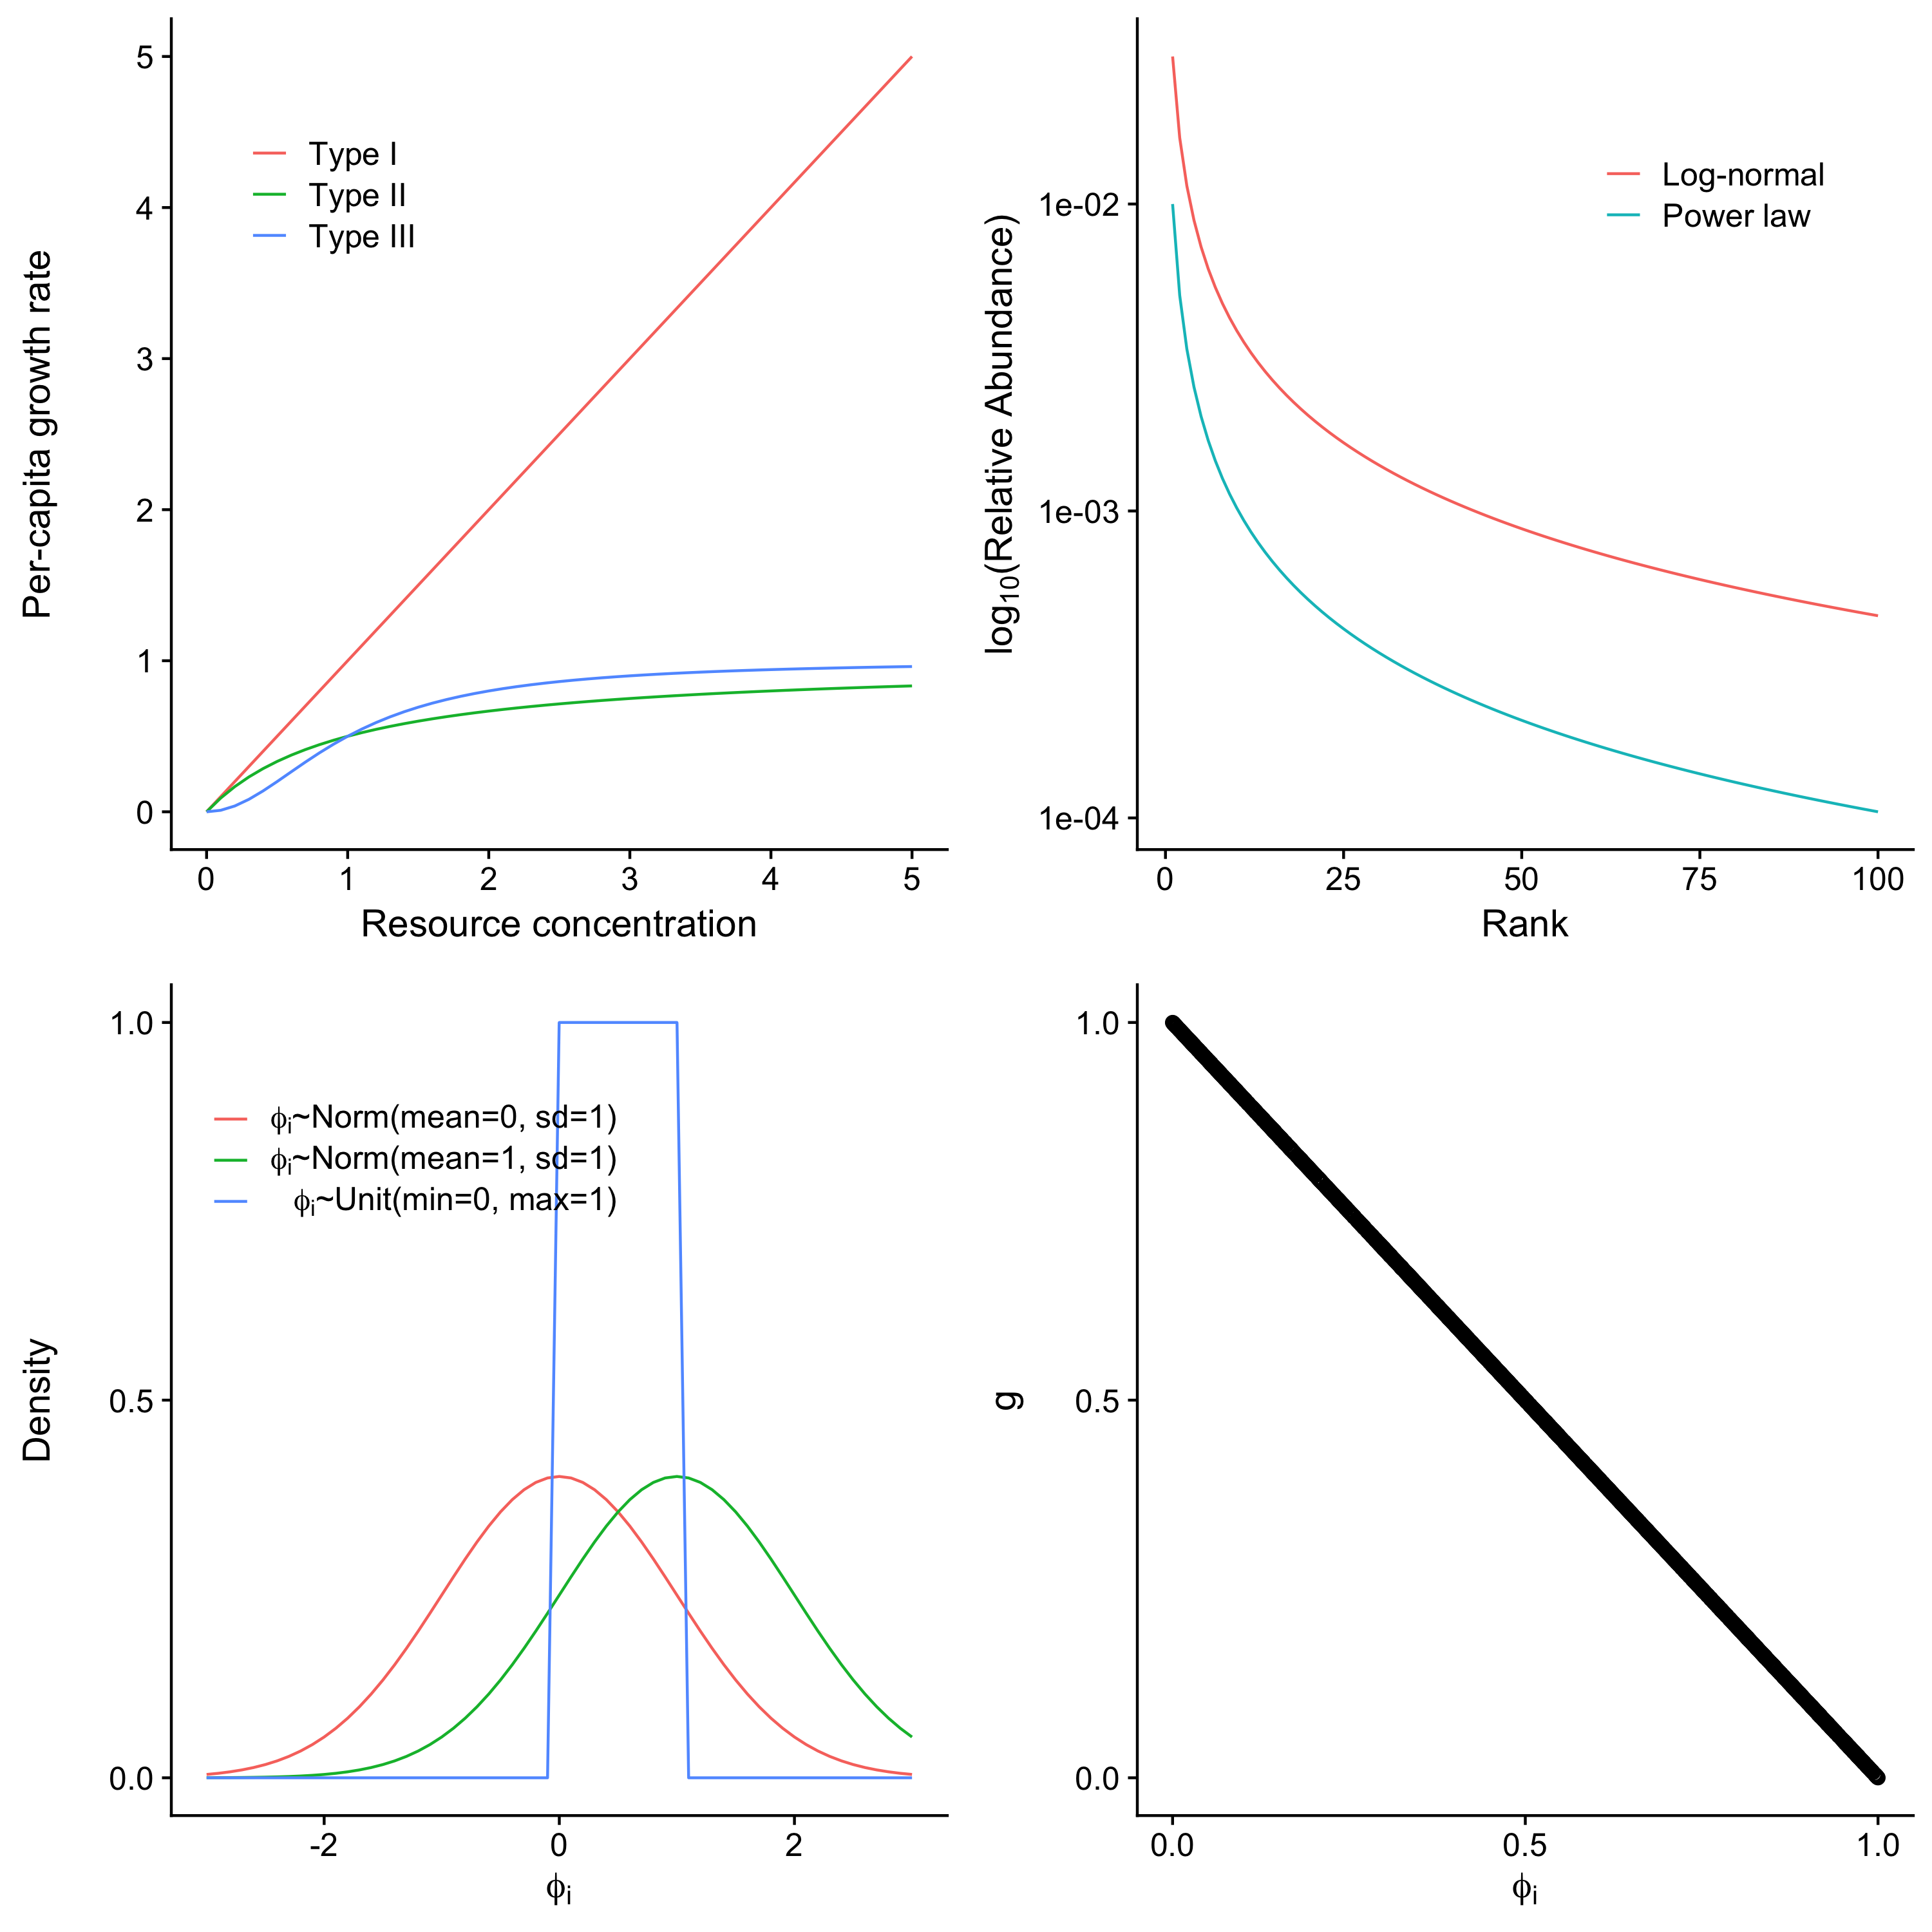 Per-capita growth rate
5
4
3
2
1
0
Type I
Type II
Type III
0 1 2 3 4 5
Resource concentration
log10(Relative Abundance)
1e-02
1e-03
1e-04
Log-normal
Power law
0 25 50 75 100
Rank
Density
1.0
0.5
0.0
ϕi~Norm(mean=0, sd=1)
ϕi~Norm(mean=1, sd=1)
ϕi~Unit(min=0, max=1)
-2 0 2
ϕi
g
1.0
0.5
0.0
0.0 0.5 1.0
ϕi